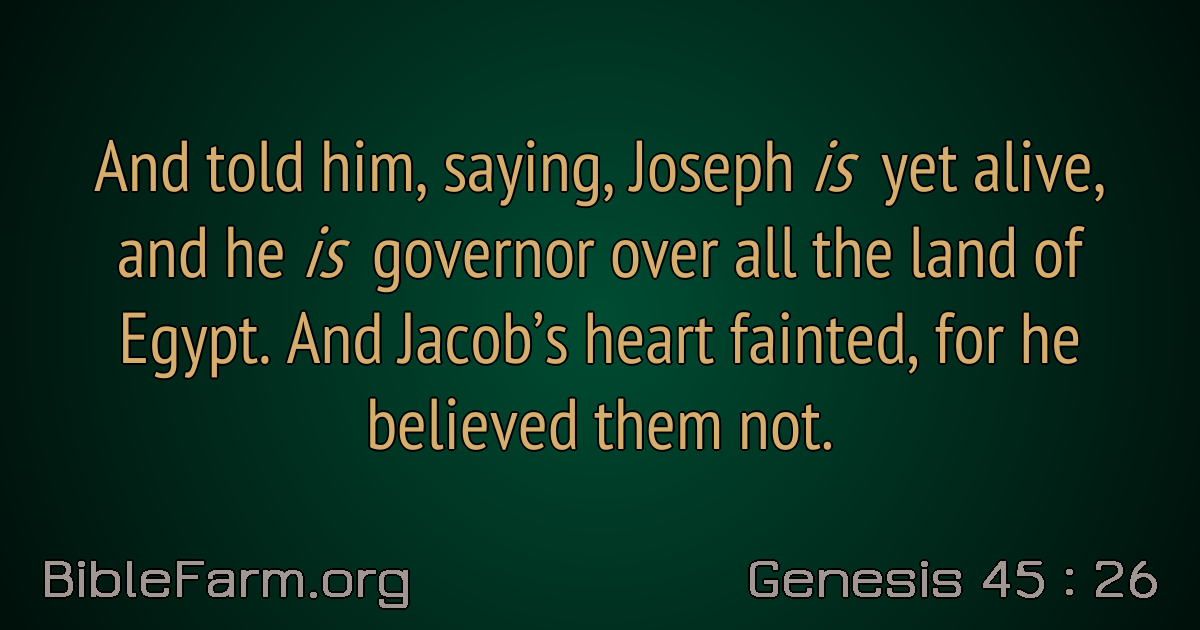 And told him, saying, Joseph is yet alive,
and he is governor over all the land of
Egypt. And Jacob’s heart fainted, for he
believed them not.
BibleFarm.org
Genesis 45 : 26